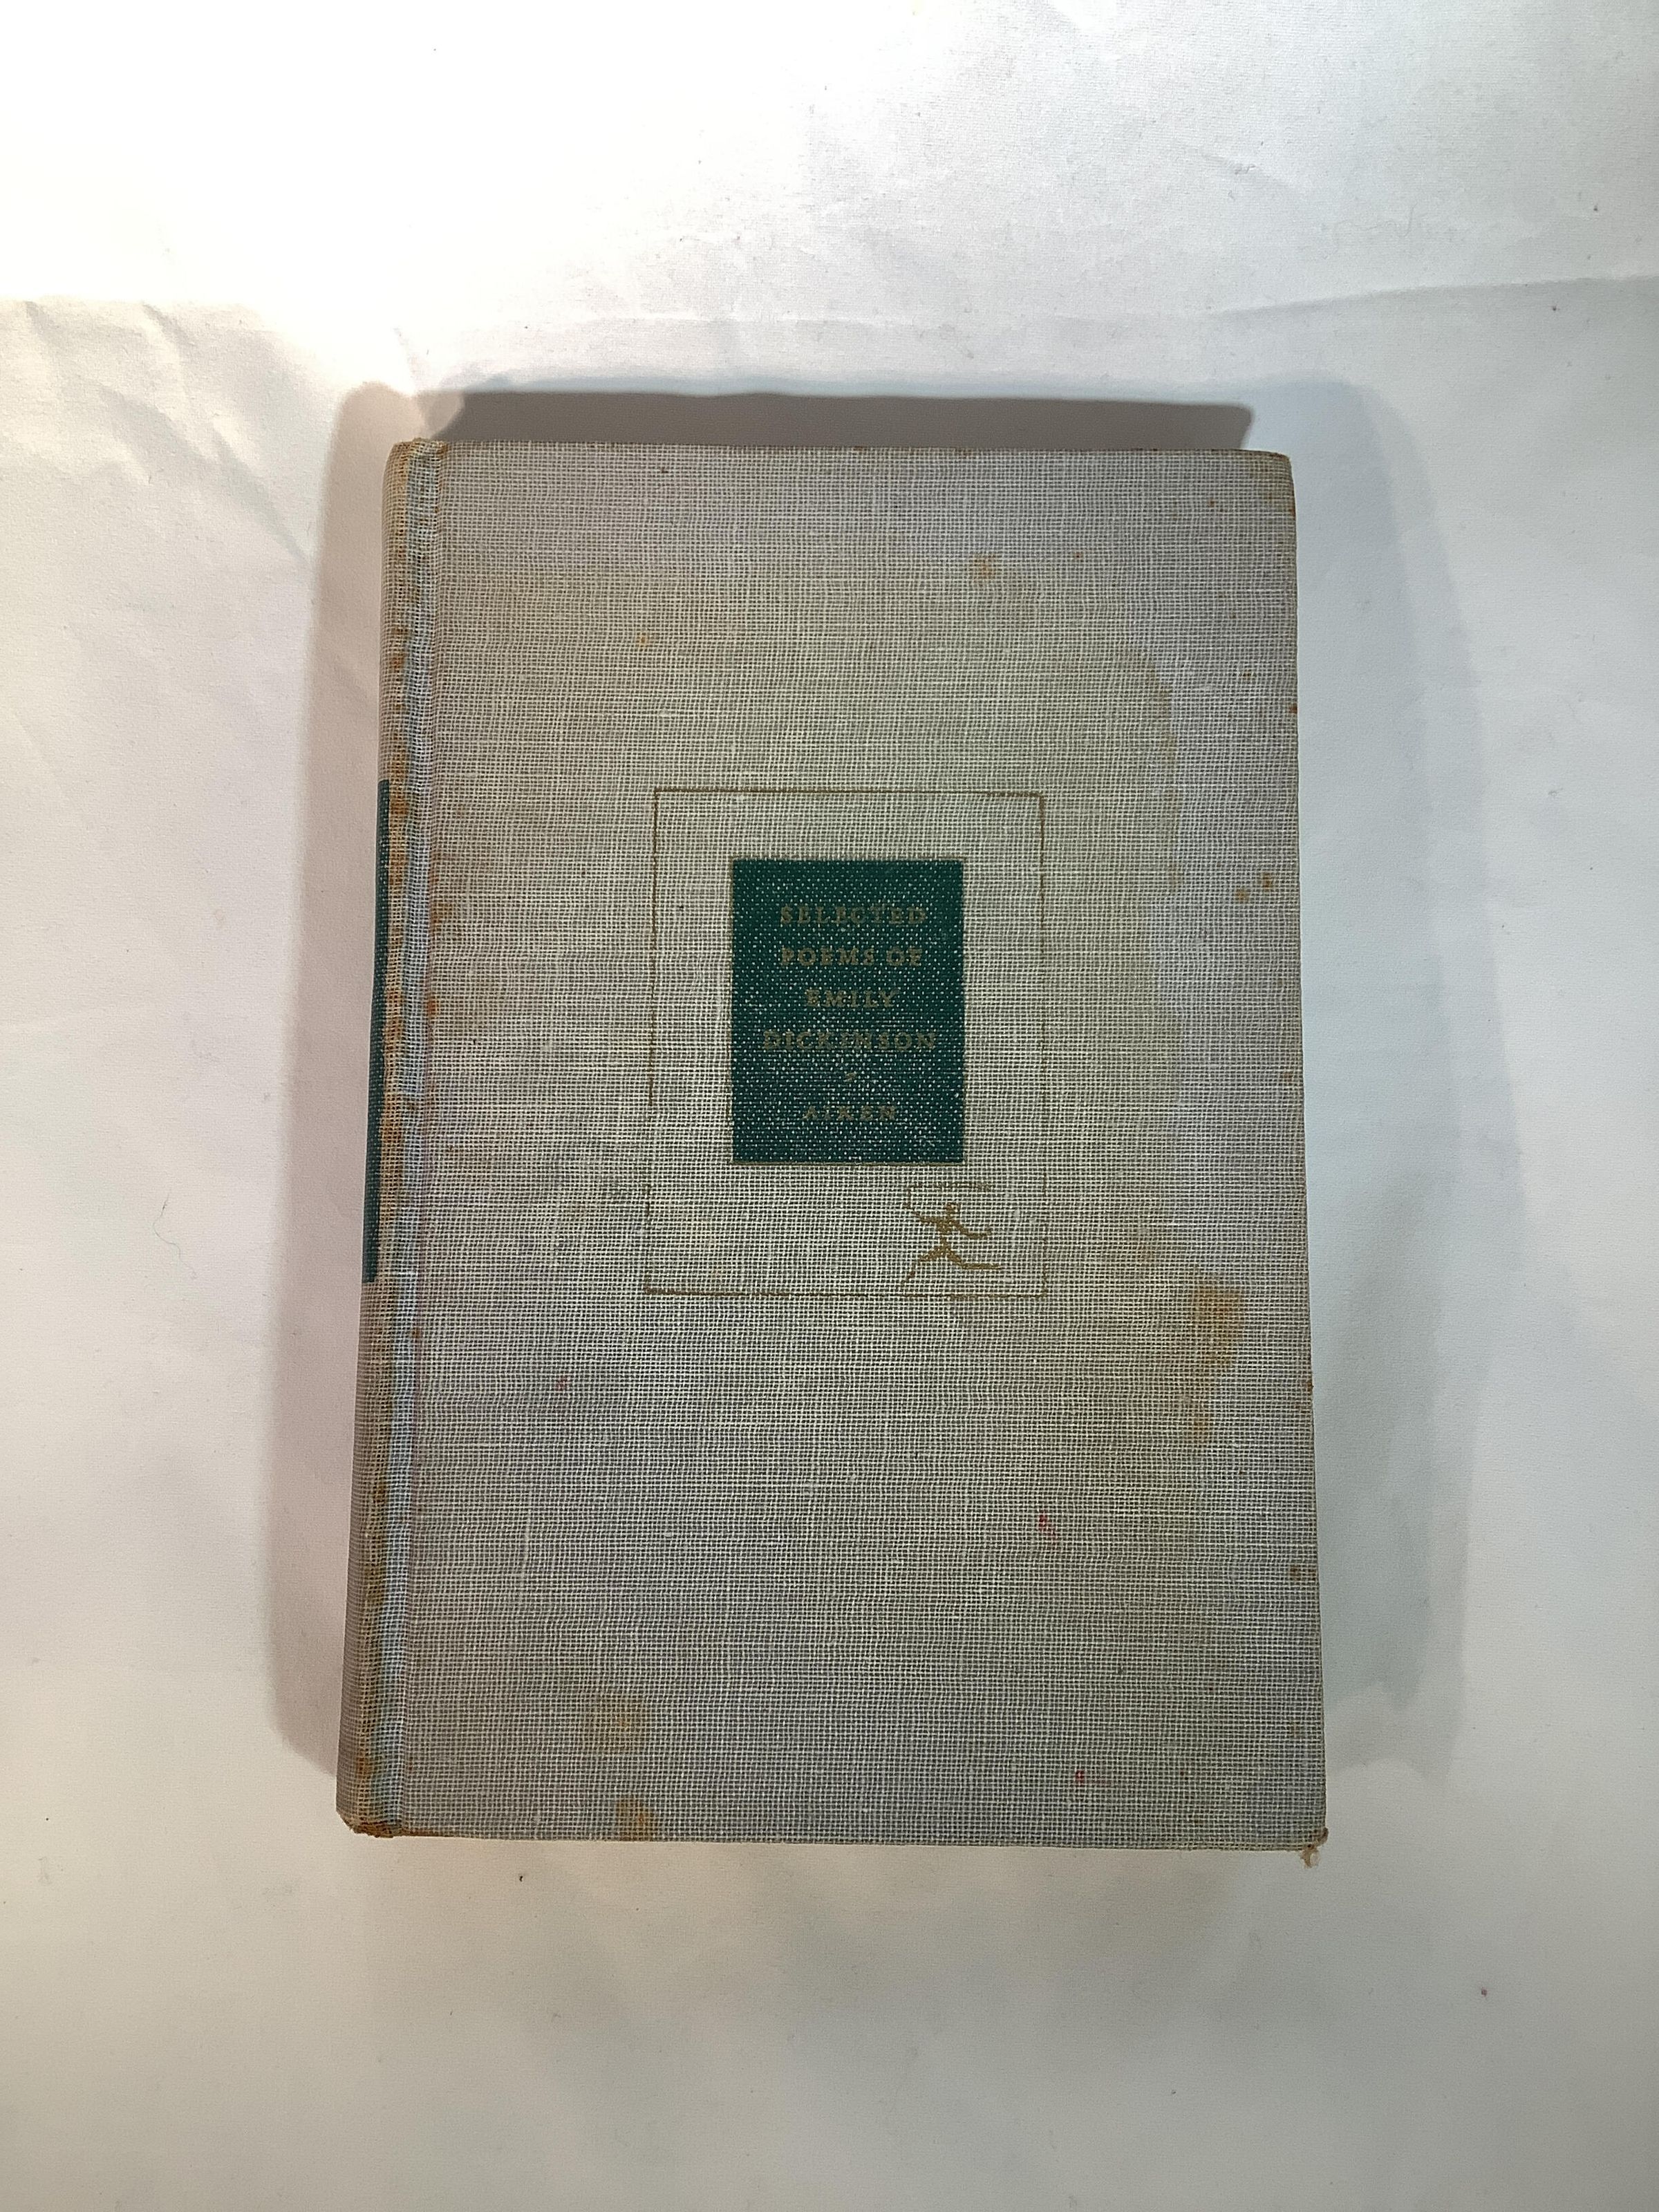 SELECTED
POEMS OF
EMILY
DICKINSON
AIKEN